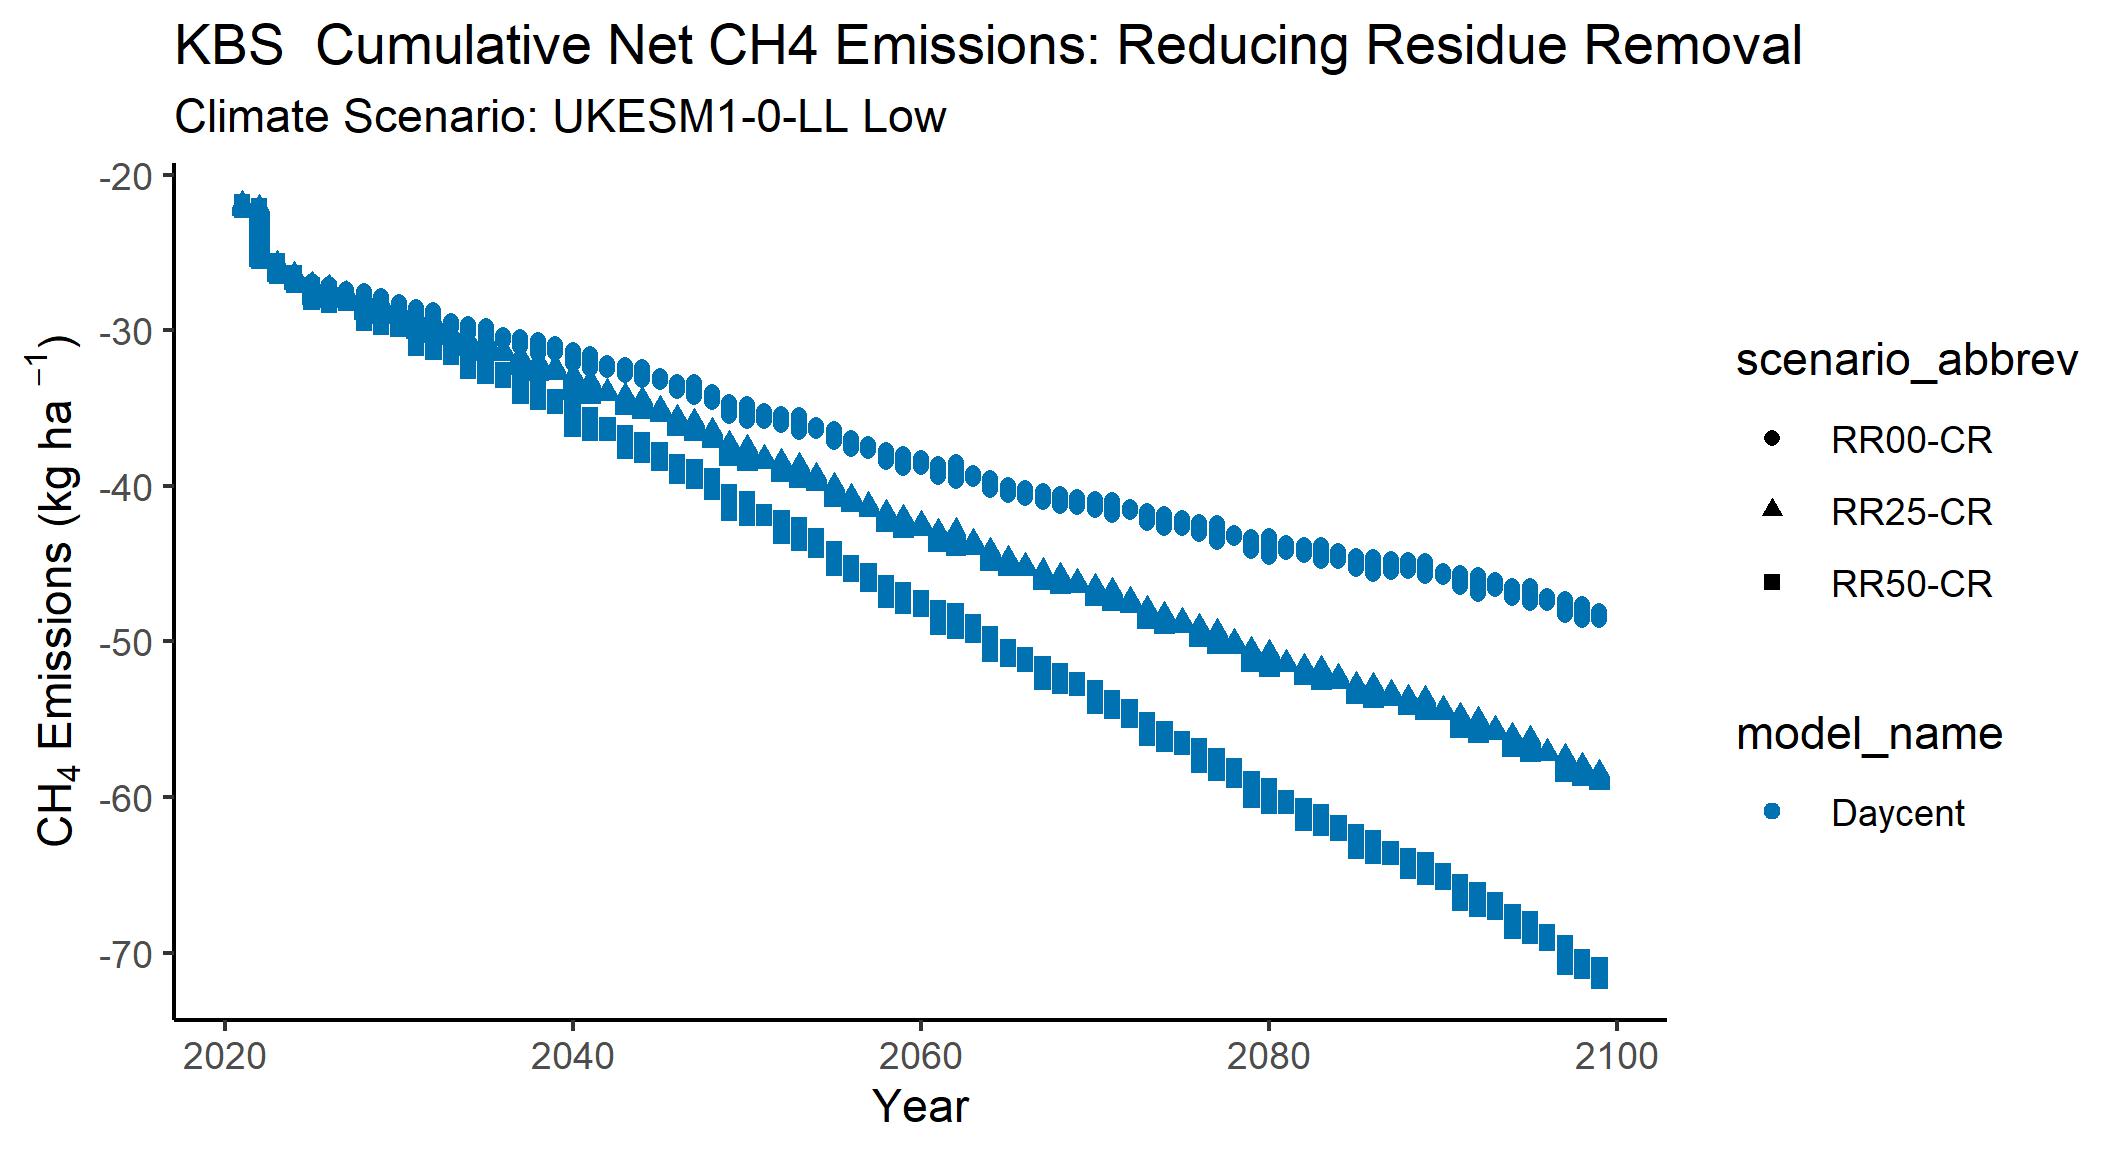 KBS  Cumulative Net CH4 Emissions: Reducing Residue Removal
Climate Scenario: UKESM1-0-LL Low
-20
-30
-40
-50
-60
-70
CH₄ Emissions (kg ha ⁻¹)
2020 2040 2060 2080 2100
Year
scenario_abbrev
RR00-CR
RR25-CR
RR50-CR
model_name
Daycent